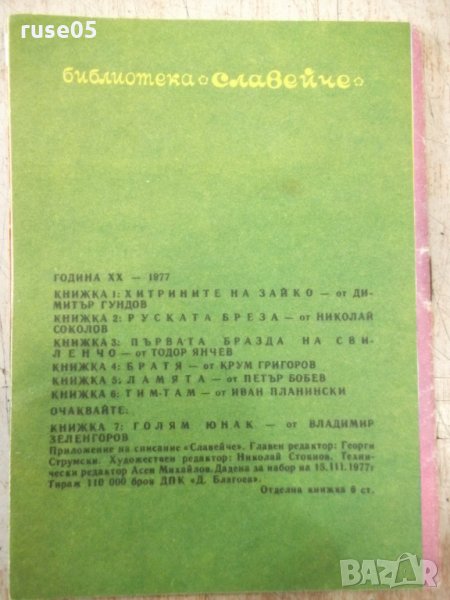 ruse05
библиотека славейче
ГОДИНА XX — 1977
КНИЖКА 1: ХИТРИНИТЕ НА ЗАЙКО — от ДИ-
МИТЪР ГУНДОВ
КНИЖКА 2: РУСКАТА БРЕЗА — от НИКОЛАЙ
СОКОЛОВ
КНИЖКА 3: ПЪРВАТА БРАЗДА НА СВИ-
ЛЕНЧО — от ТОДОР ЯНЧЕВ
КНИЖКА 4: БРАТЯ — от КРУМ ГРИГОРОВ
КНИЖКА 5: ЛАМЯТА — от ПЕТЪР БОБЕВ
КНИЖКА 6: ТИМ-ТАМ — от ИВАН ПЛАНИНСКИ
ОЧАКВАЙТЕ:
КНИЖКА 7: ГОЛЯМ ЮНАК — от ВЛАДИМИР
ЗЕЛЕНГОРОВ
Приложение на списание «Славейче». Главен редактор: Георги
Струмски. Художествен редактор: Николай Стоянов. Техни-
чески редактор Асен Михайлов. Дадена за набор на 18.III.1977г
Тираж 110 000 броя ДПК «Д. Благоев».
Отделна книжка 6 ст.
BAZAR